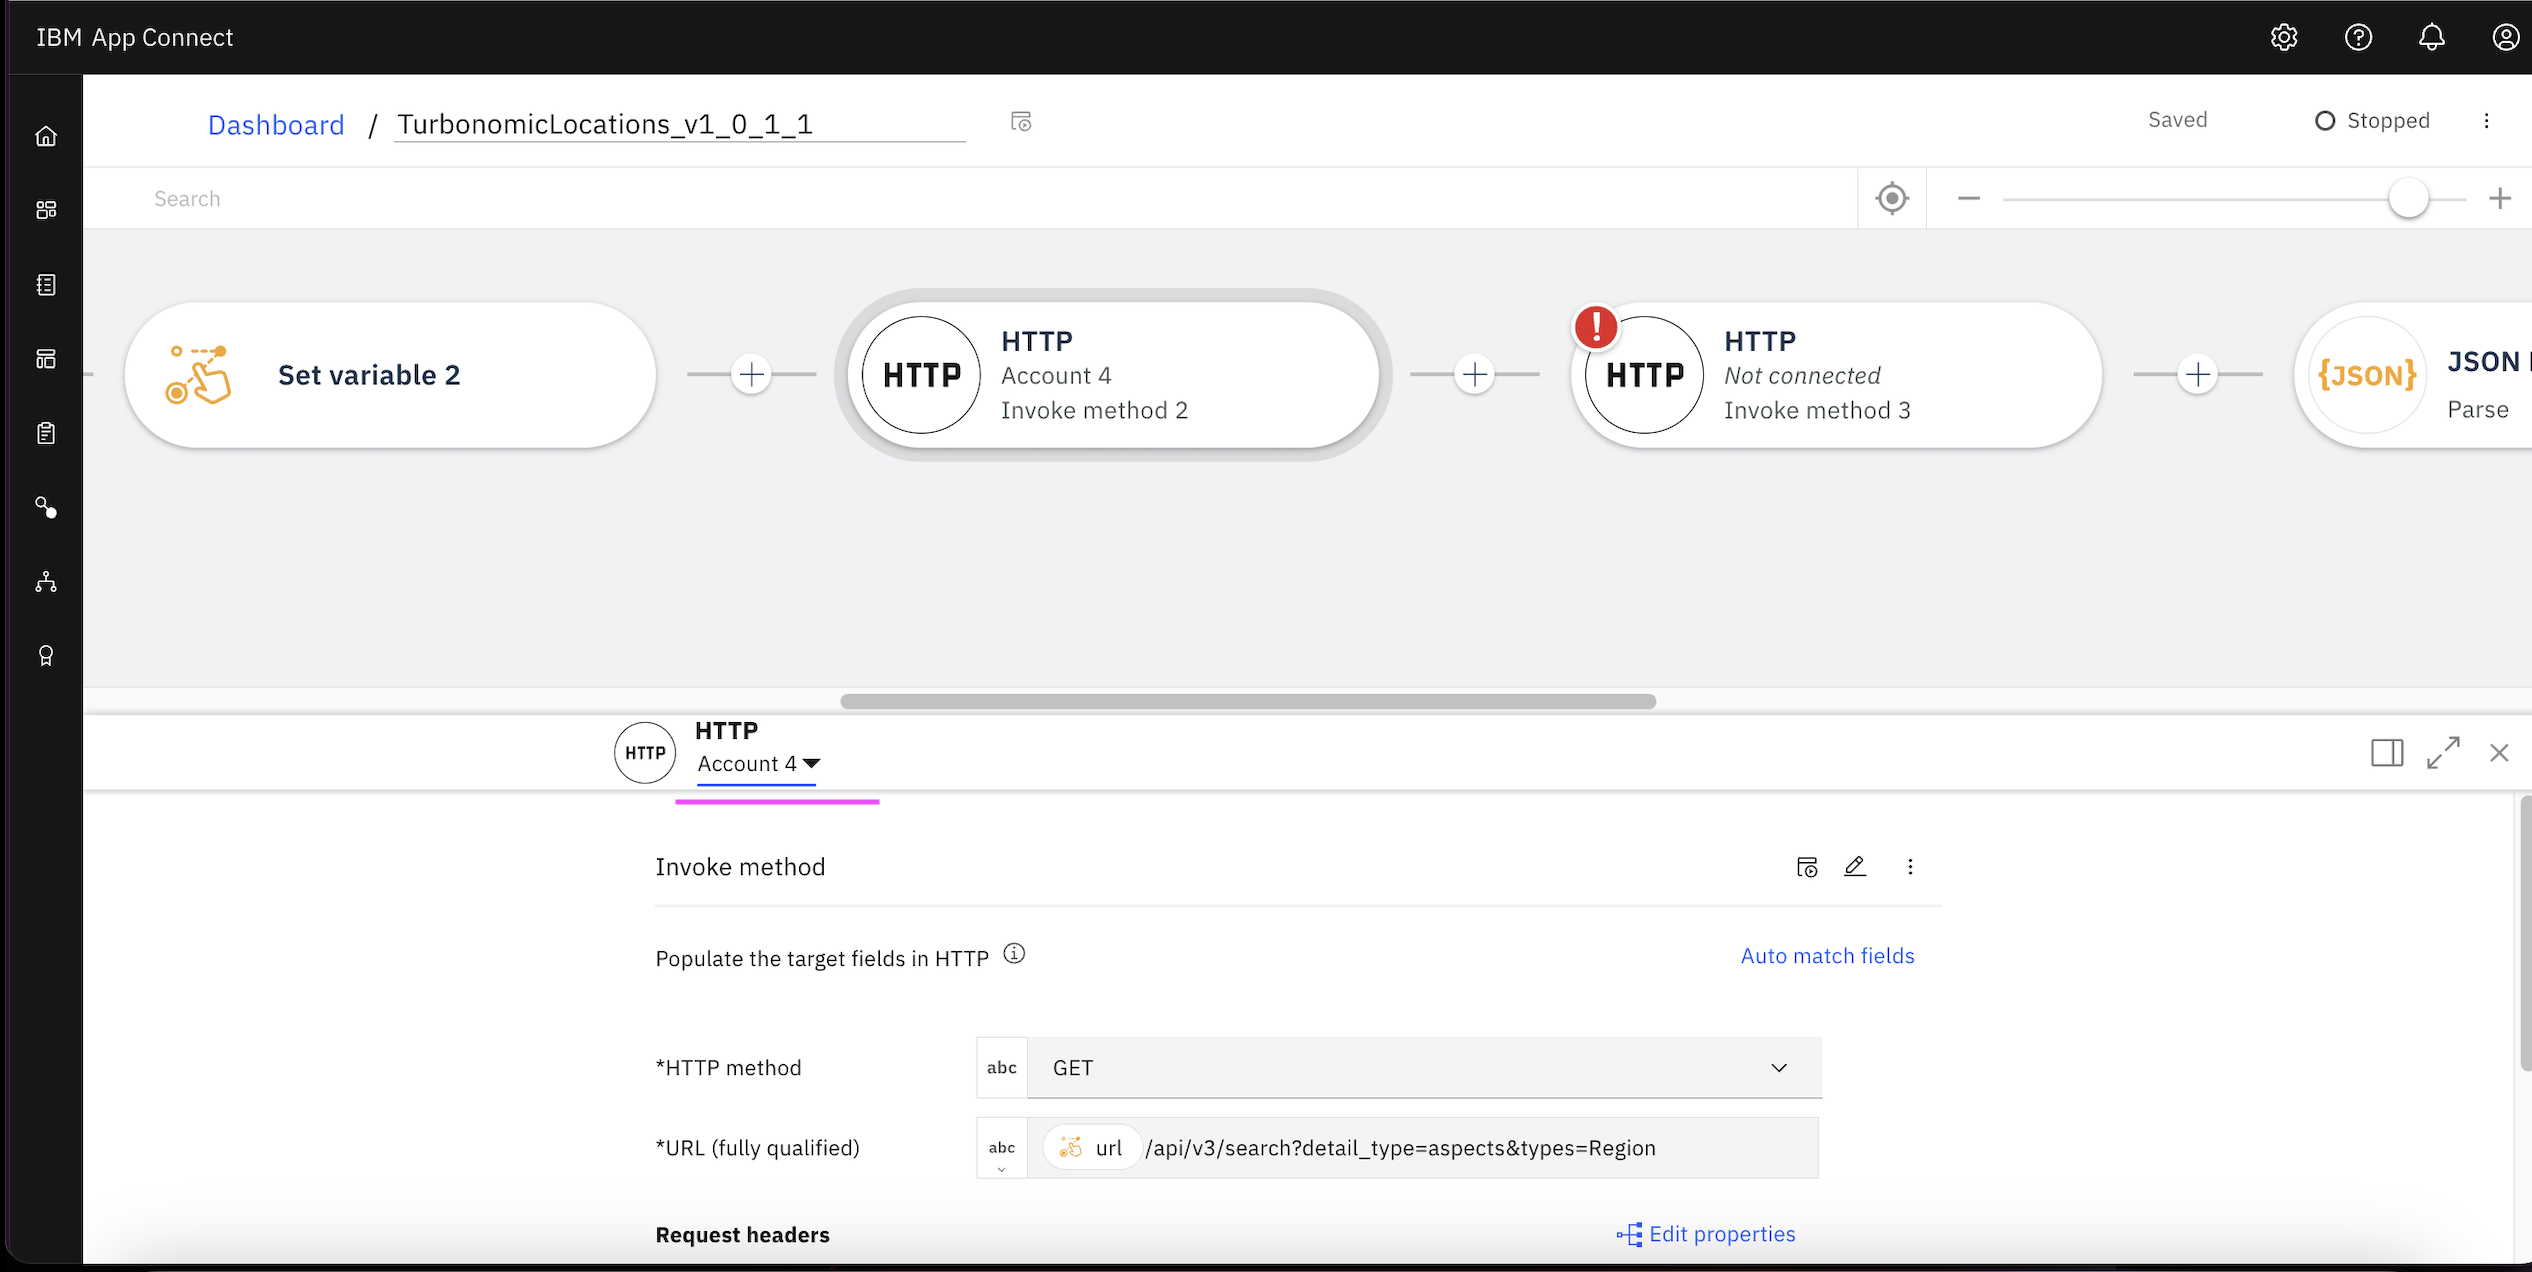 IBM App Connect
Dashboard / TurbonomicLocations_v1_0_1_1
Saved
Stopped
Search
Set variable 2
HTTP
HTTP
Account 4
Invoke method 2
!
HTTP
HTTP
Not connected
Invoke method 3
{JSON}
JSON
Parse
HTTP
HTTP
Account 4
Invoke method
Populate the target fields in HTTP
Auto match fields
*HTTP method
abc
GET
*URL (fully qualified)
abc
url /api/v3/search?detail_type=aspects&types=Region
Request headers
Edit properties